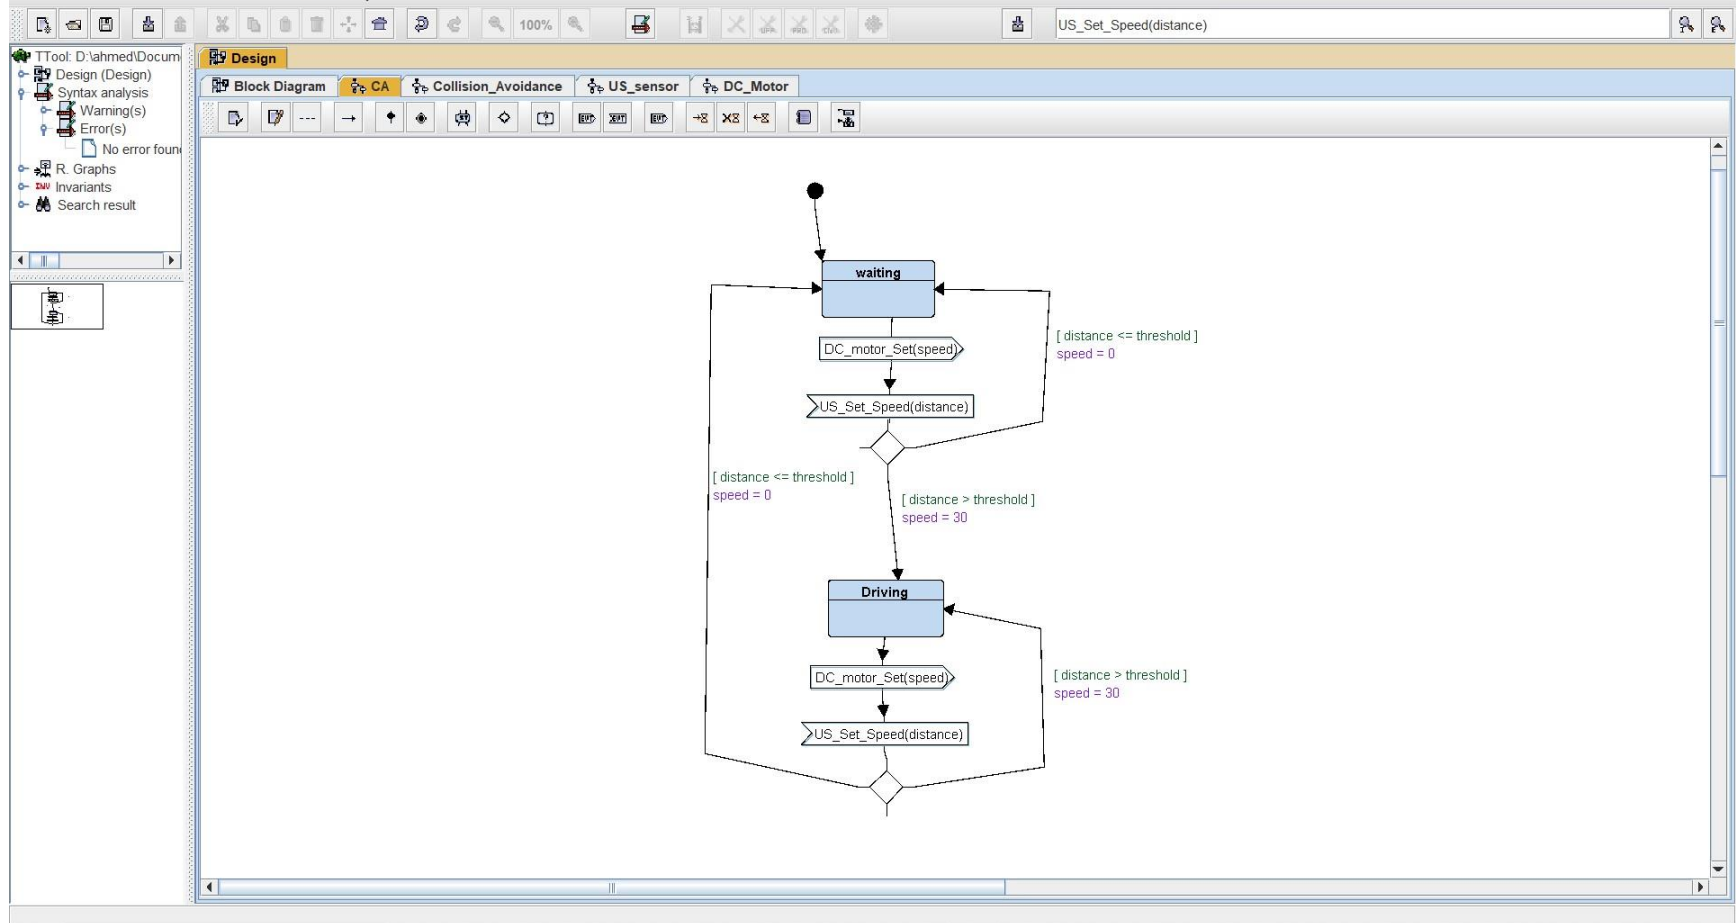 100%
US_Set_Speed(distance)
TTool: D:\ahmed\Docum
Design (Design)
Syntax analysis
Warning(s)
Error(s)
No error foun
R. Graphs
INV Invariants
Search result
Design
Block Diagram
CA
Collision_Avoidance
US_sensor
DC_Motor
waiting
DC_motor_Set(speed)
US_Set_Speed(distance)
[ distance <= threshold ]
speed = 0
[ distance <= threshold ]
speed = 0
[ distance > threshold ]
speed = 30
Driving
DC_motor_Set(speed)
US_Set_Speed(distance)
[ distance > threshold ]
speed = 30